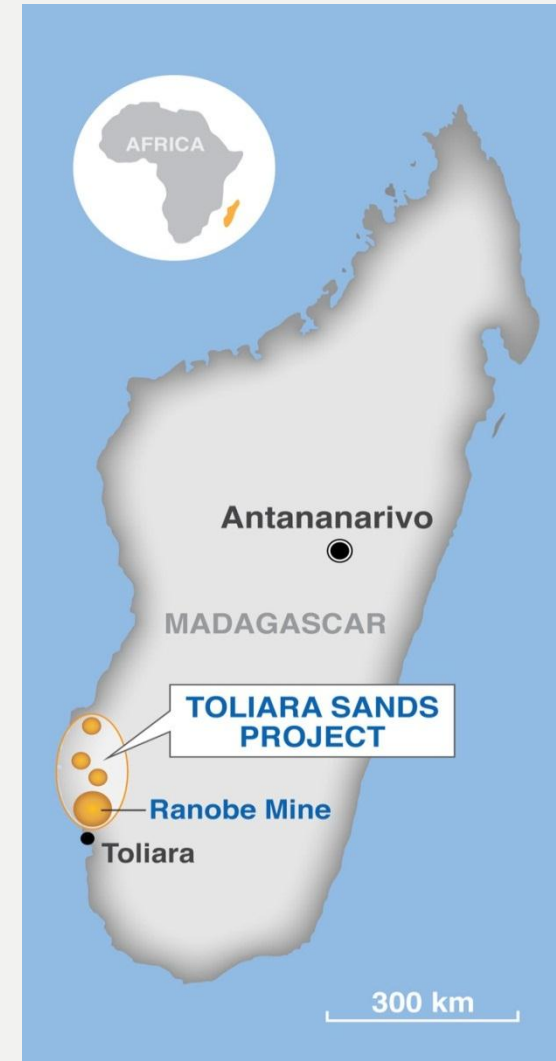 AFRICA
Antananarivo
MADAGASCAR
TOLIARA SANDS
PROJECT
Ranobe Mine
Toliara
300 km